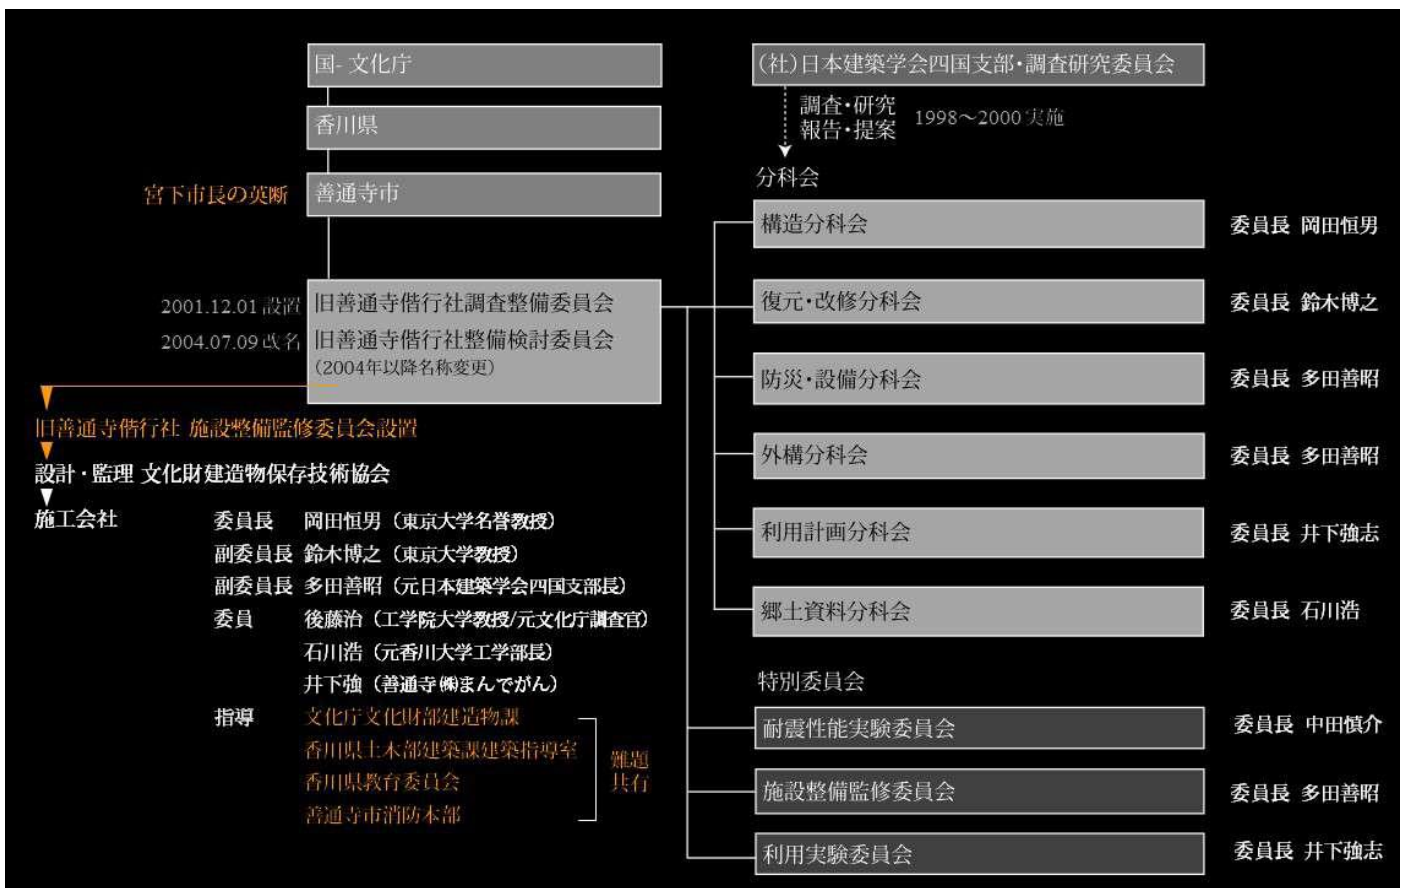 国-文化庁
香川県
宮下市長の英断
善通寺市
2001.12.01設置
旧善通寺偕行社調査整備委員会
2004.07.09改名
旧善通寺偕行社整備検討委員会
(2004年以降名称変更)
旧善通寺偕行社 施設整備監修委員会設置
設計・監理 文化財建造物保存技術協会
施工会社
委員長 岡田恒男（東京大学名誉教授）
副委員長 鈴木博之（東京大学教授）
副委員長 多田善昭（元日本建築学会四国支部長）
委員 後藤治（工学院大学教授/元文化庁調査官）
石川浩（元香川大学工学部長）
井下強（善通寺㈱まんでがん）
指導 文化庁文化財部建造物課
香川県土木部建築課建築指導室
香川県教育委員会
善通寺市消防本部
難題
共有
(社)日本建築学会四国支部・調査研究委員会
調査・研究
報告・提案
1998〜2000実施
分科会
構造分科会 委員長 岡田恒男
復元・改修分科会 委員長 鈴木博之
防災・設備分科会 委員長 多田善昭
外構分科会 委員長 多田善昭
利用計画分科会 委員長 井下強志
郷土資料分科会 委員長 石川浩
特別委員会
耐震性能実験委員会 委員長 中田慎介
施設整備監修委員会 委員長 多田善昭
利用実験委員会 委員長 井下強志